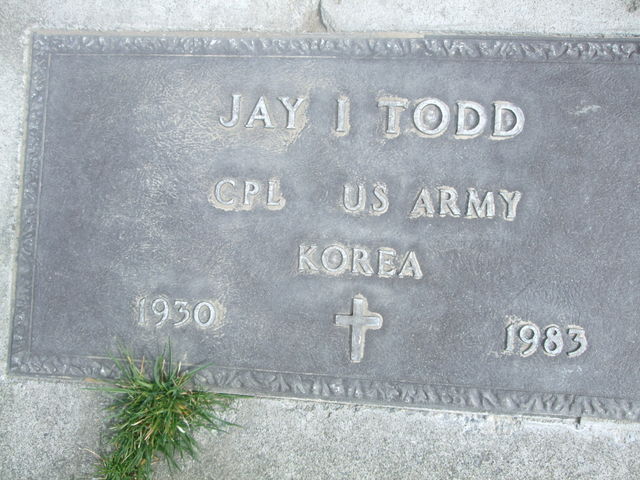 JAY I TODD
CPL US ARMY
KOREA
1930 1983